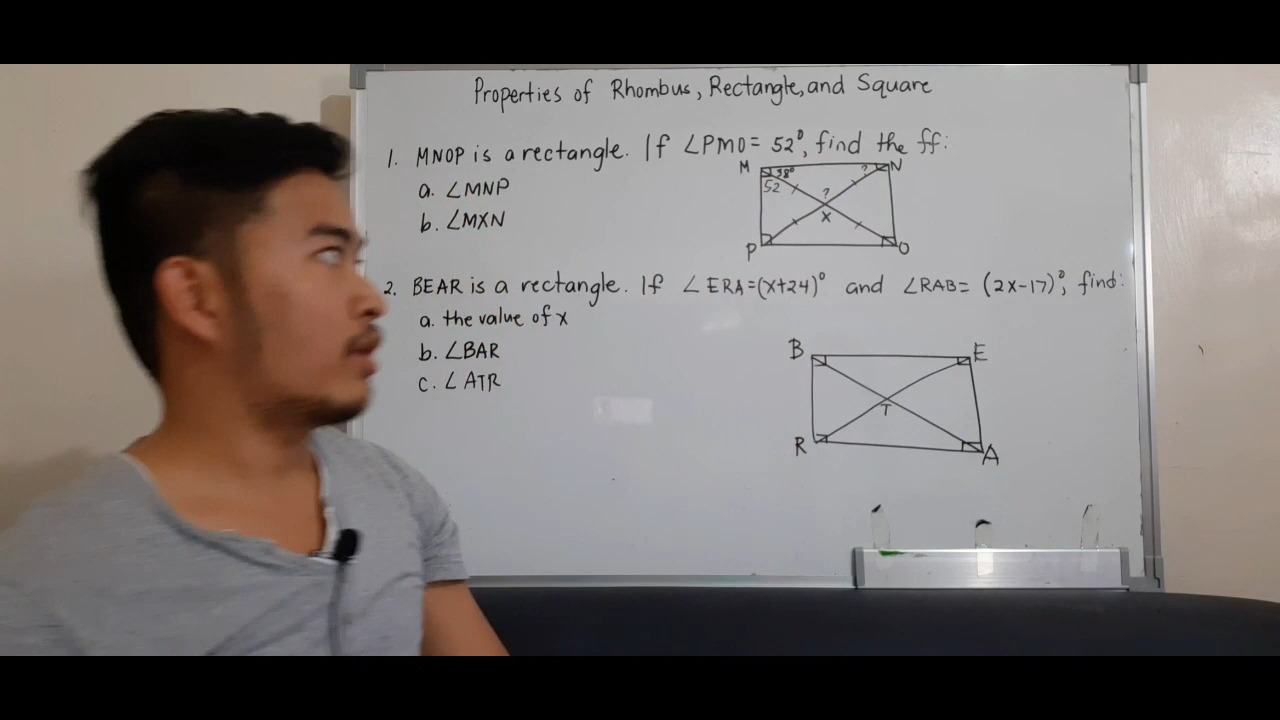 Properties of Rhombus, Rectangle, and Square
1. MNOP is a rectangle. If ∠PMO = 52°, find the ff:
a. ∠MNP
b. ∠MXN
M
38°
?
N
52
?
X
P
O
2. BEAR is a rectangle. If ∠ERA=(x+24)° and ∠RAB= (2x-17)°, find:
a. the value of x
b. ∠BAR
c. ∠ATR
B
E
T
R
A